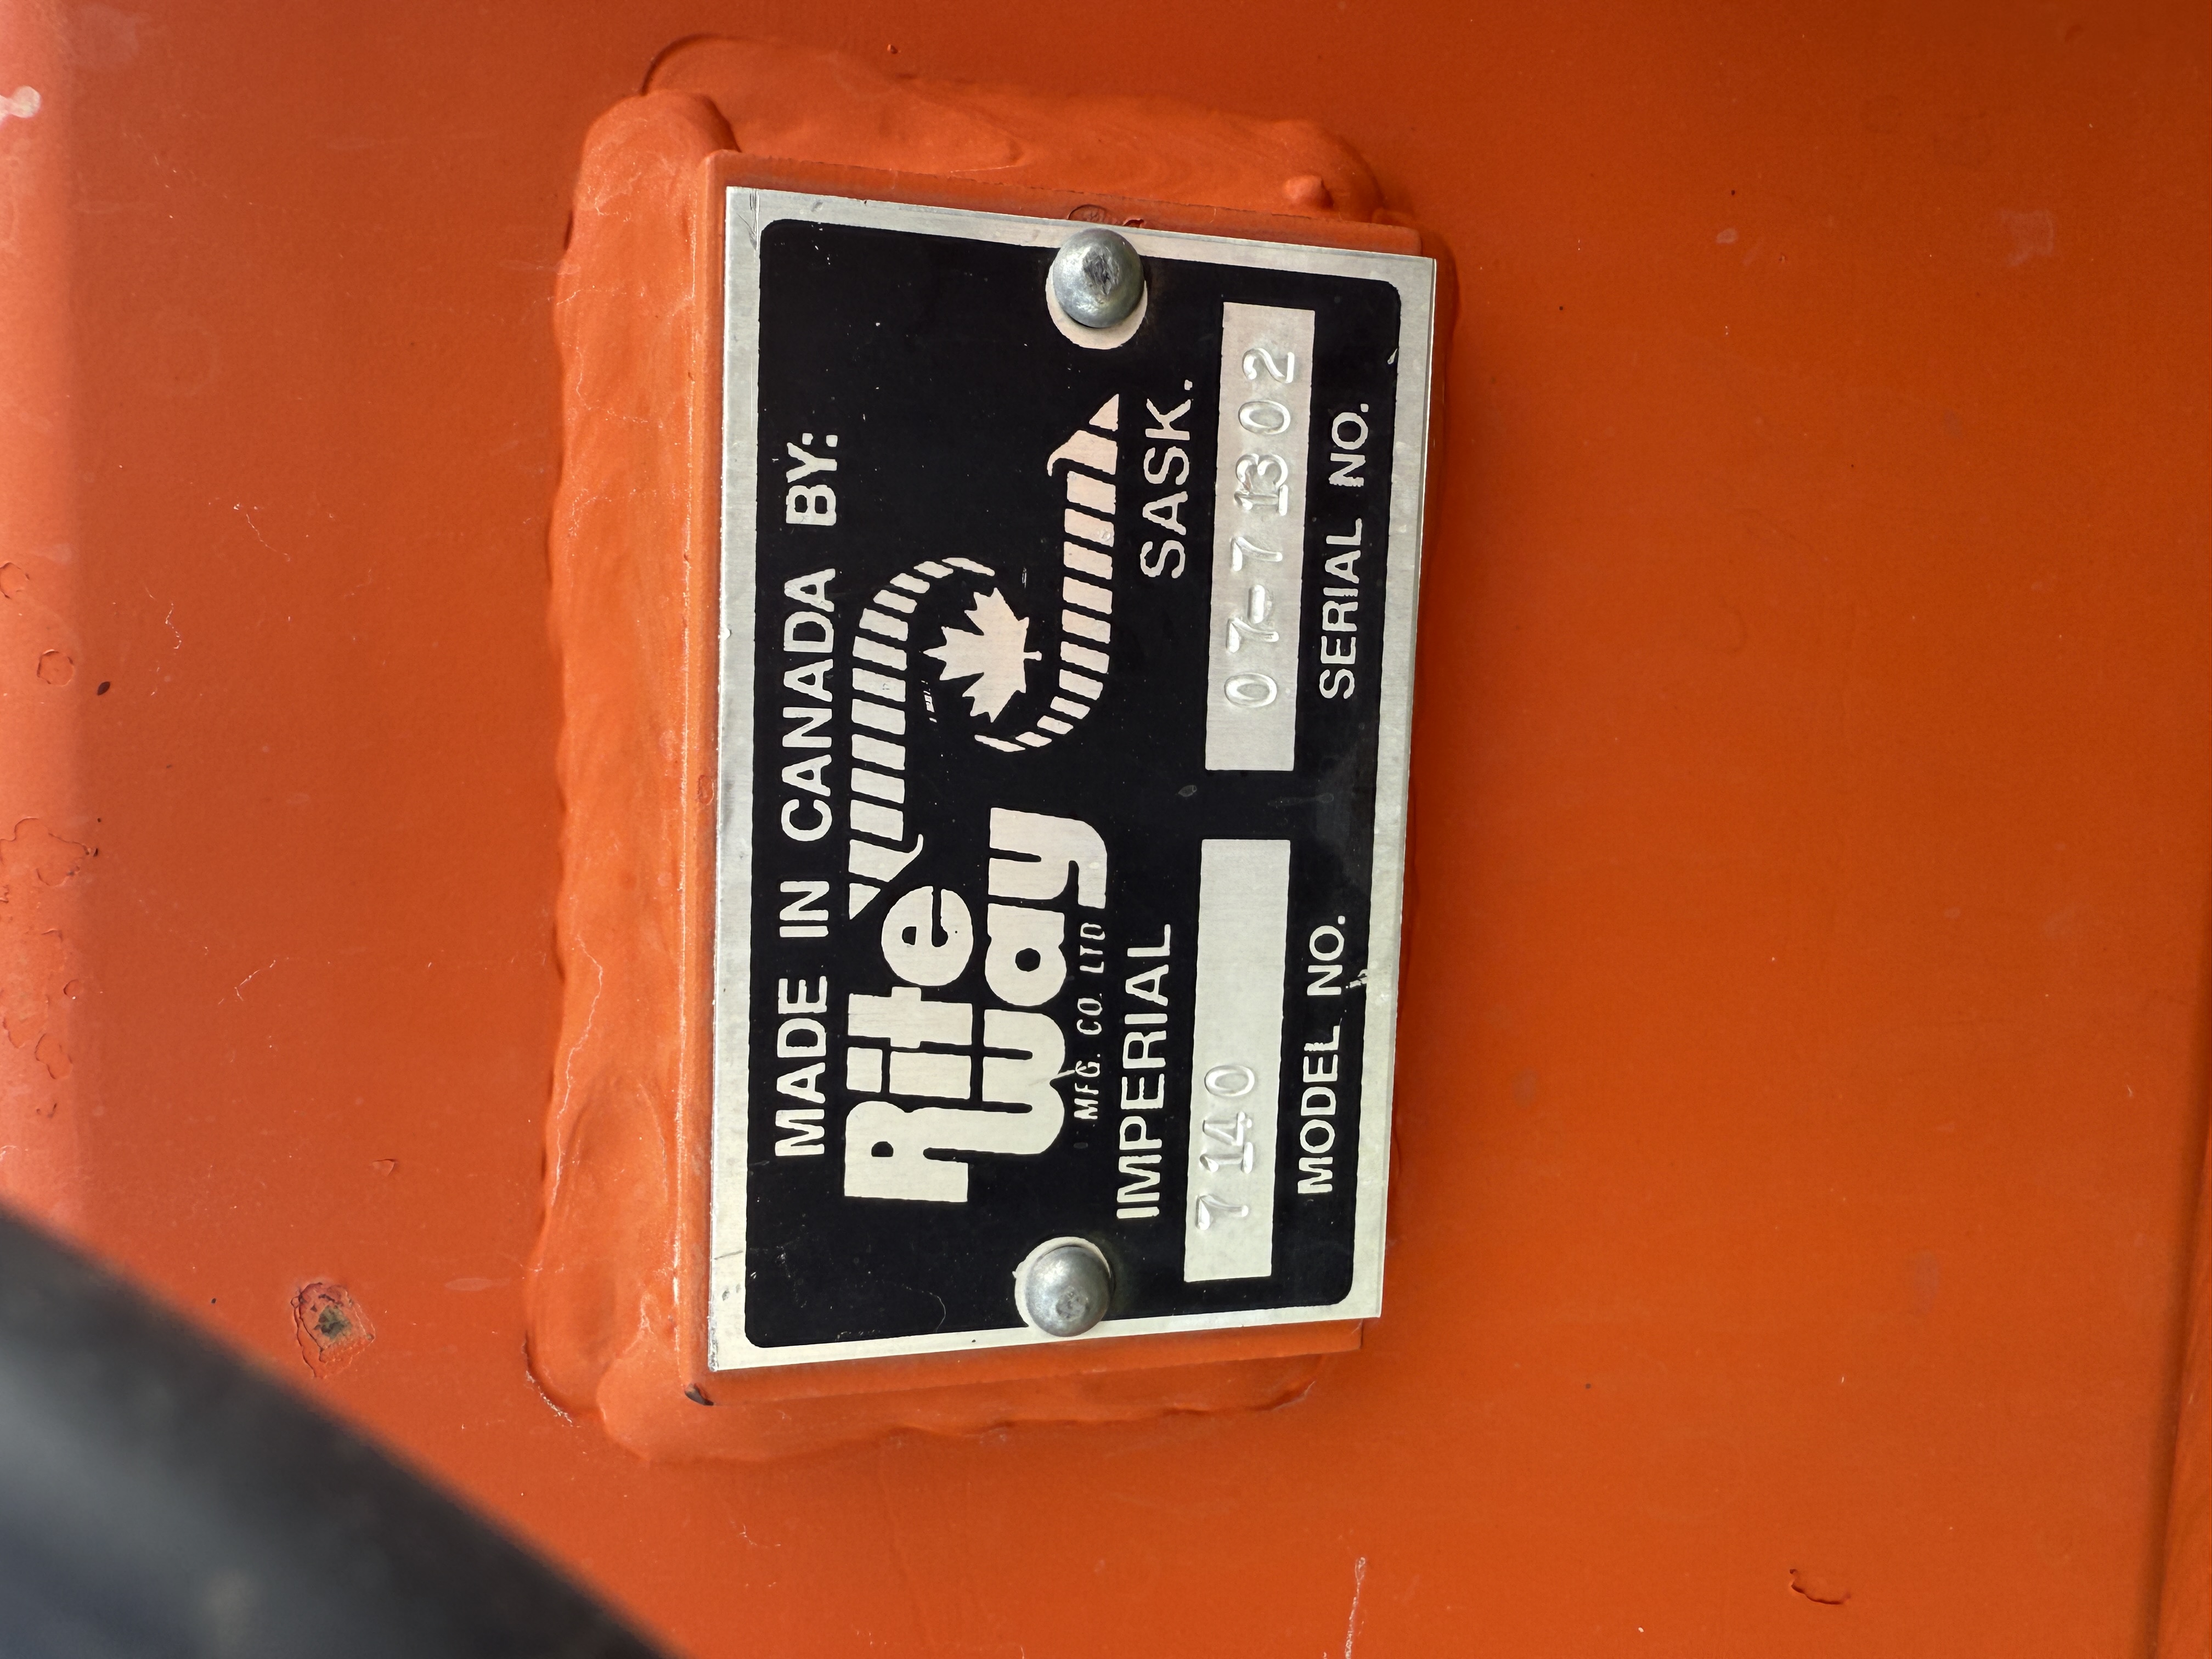 MADE IN CANADA BY:
Rite
Way
MFG. CO. LTD
IMPERIAL SASK.
7140 07-71302
MODEL NO. SERIAL NO.